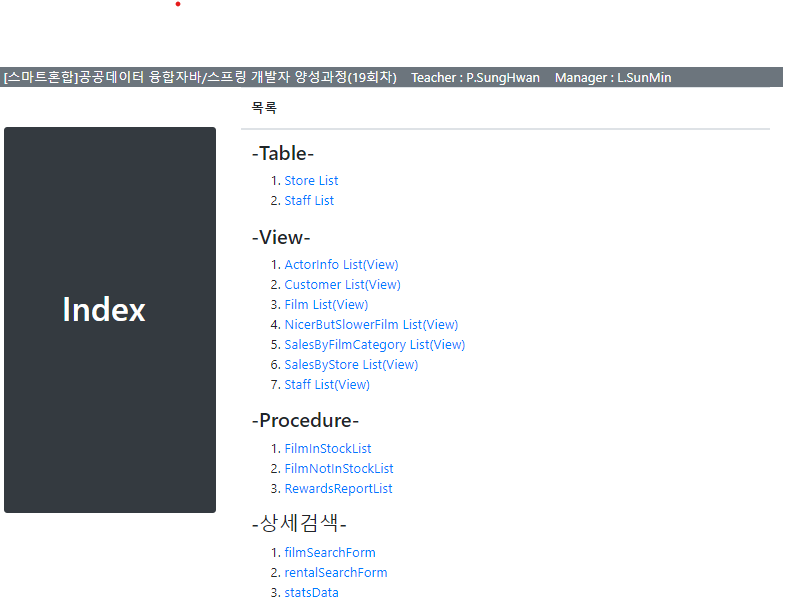 [스마트혼합]공공데이터 융합자바/스프링 개발자 양성과정(19회차) Teacher : P.SungHwan Manager : L.SunMin
목록
Index
-Table-
1. Store List
2. Staff List
-View-
1. ActorInfo List(View)
2. Customer List(View)
3. Film List(View)
4. NicerButSlowerFilm List(View)
5. SalesByFilmCategory List(View)
6. SalesByStore List(View)
7. Staff List(View)
-Procedure-
1. FilmInStockList
2. FilmNotInStockList
3. RewardsReportList
-상세검색-
1. filmSearchForm
2. rentalSearchForm
3. statsData